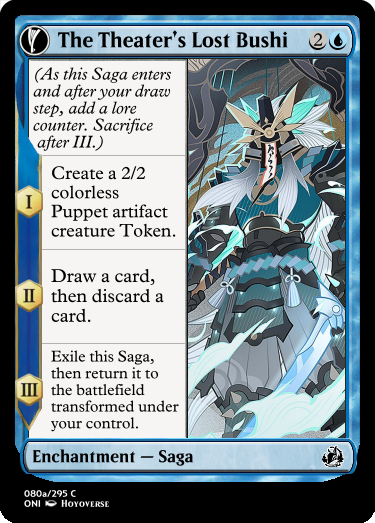 The Theater's Lost Bushi 2
(As this Saga enters
and after your draw
step, add a lore
counter. Sacrifice
after III.)
I
Create a 2/2
colorless
Puppet artifact
creature Token.
II
Draw a card,
then discard a
card.
III
Exile this Saga,
then return it to
the battlefield
transformed under
your control.
Enchantment — Saga
080a/295 C
ONI Hoyoverse